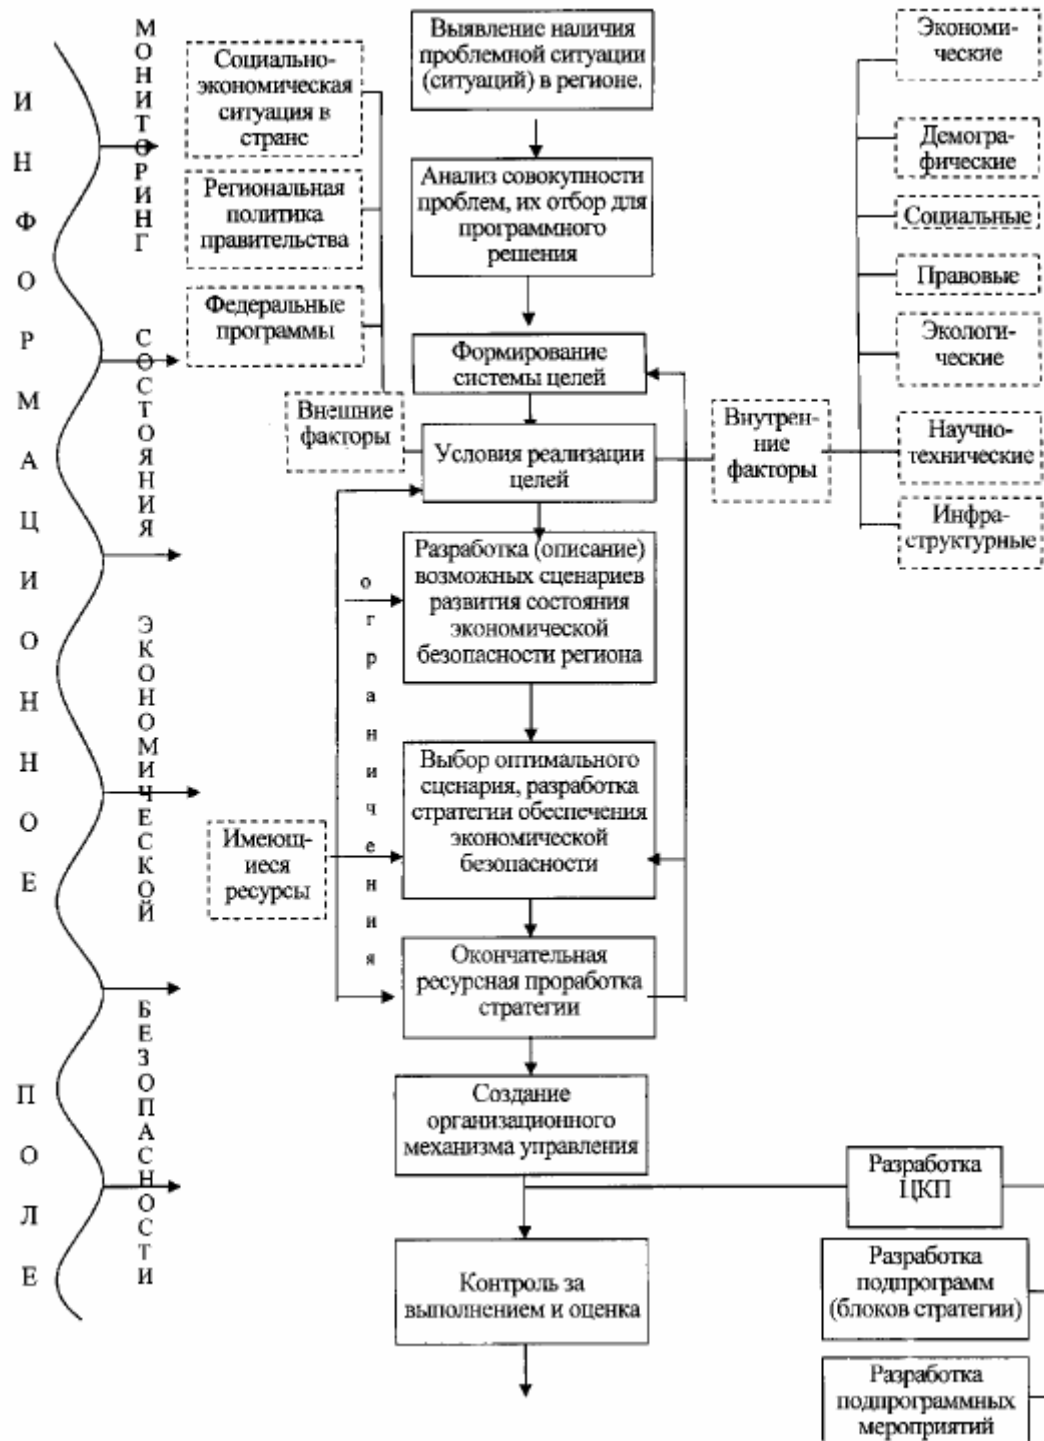 ИНФОРМАЦИОННОЕ ПОЛЕ
МОНИТОРИНГ СОСТОЯНИЯ ЭКОНОМИЧЕСКОЙ БЕЗОПАСНОСТИ
Социально-
экономическая
ситуация в
стране
Региональная
политика
правительства
Федеральные
программы
Внешние
факторы
Имеющ-
иеся
ресурсы
ограничения
Выявление наличия
проблемной ситуации
(ситуаций) в регионе.
Анализ совокупности
проблем, их отбор для
программного
решения
Формирование
системы целей
Условия реализации
целей
Разработка (описание)
возможных сценариев
развития состояния
экономической
безопасности региона
Выбор оптимального
сценария, разработка
стратегии обеспечения
экономической
безопасности
Окончательная
ресурсная проработка
стратегии
Создание
организационного
механизма управления
Контроль за
выполнением и оценка
Внутрен-
ние
факторы
Экономи-
ческие
Демогра-
фические
Социальные
Правовые
Экологи-
ческие
Научно-
технические
Инфра-
структурные
Разработка
ЦКП
Разработка
подпрограмм
(блоков стратегии)
Разработка
подпрограммных
мероприятий